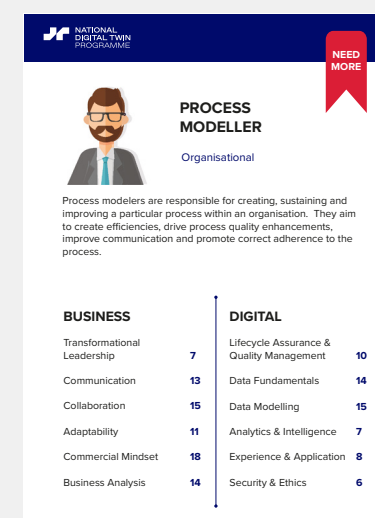 NATIONAL
DIGITAL TWIN
PROGRAMME
NEED
MORE
PROCESS
MODELLER
Organisational
Process modelers are responsible for creating, sustaining and
improving a particular process within an organisation. They aim
to create efficiencies, drive process quality enhancements,
improve communication and promote correct adherence to the
process.
BUSINESS
Transformational
Leadership 7
Communication 13
Collaboration 15
Adaptability 11
Commercial Mindset 18
Business Analysis 14
DIGITAL
Lifecycle Assurance &
Quality Management 10
Data Fundamentals 14
Data Modelling 15
Analytics & Intelligence 7
Experience & Application 8
Security & Ethics 6